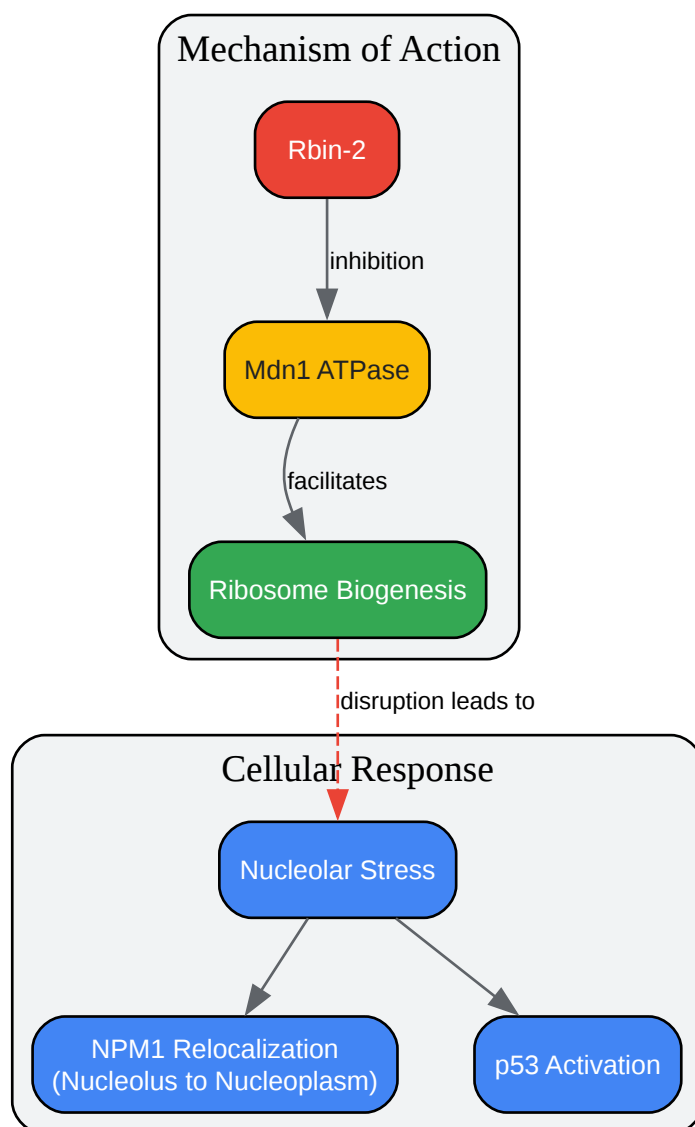 Mechanism of Action
Rbin-2
inhibition
Mdn1 ATPase
facilitates
Ribosome Biogenesis
disruption leads to
Cellular Response
Nucleolar Stress
NPM1 Relocalization
(Nucleolus to Nucleoplasm)
p53 Activation